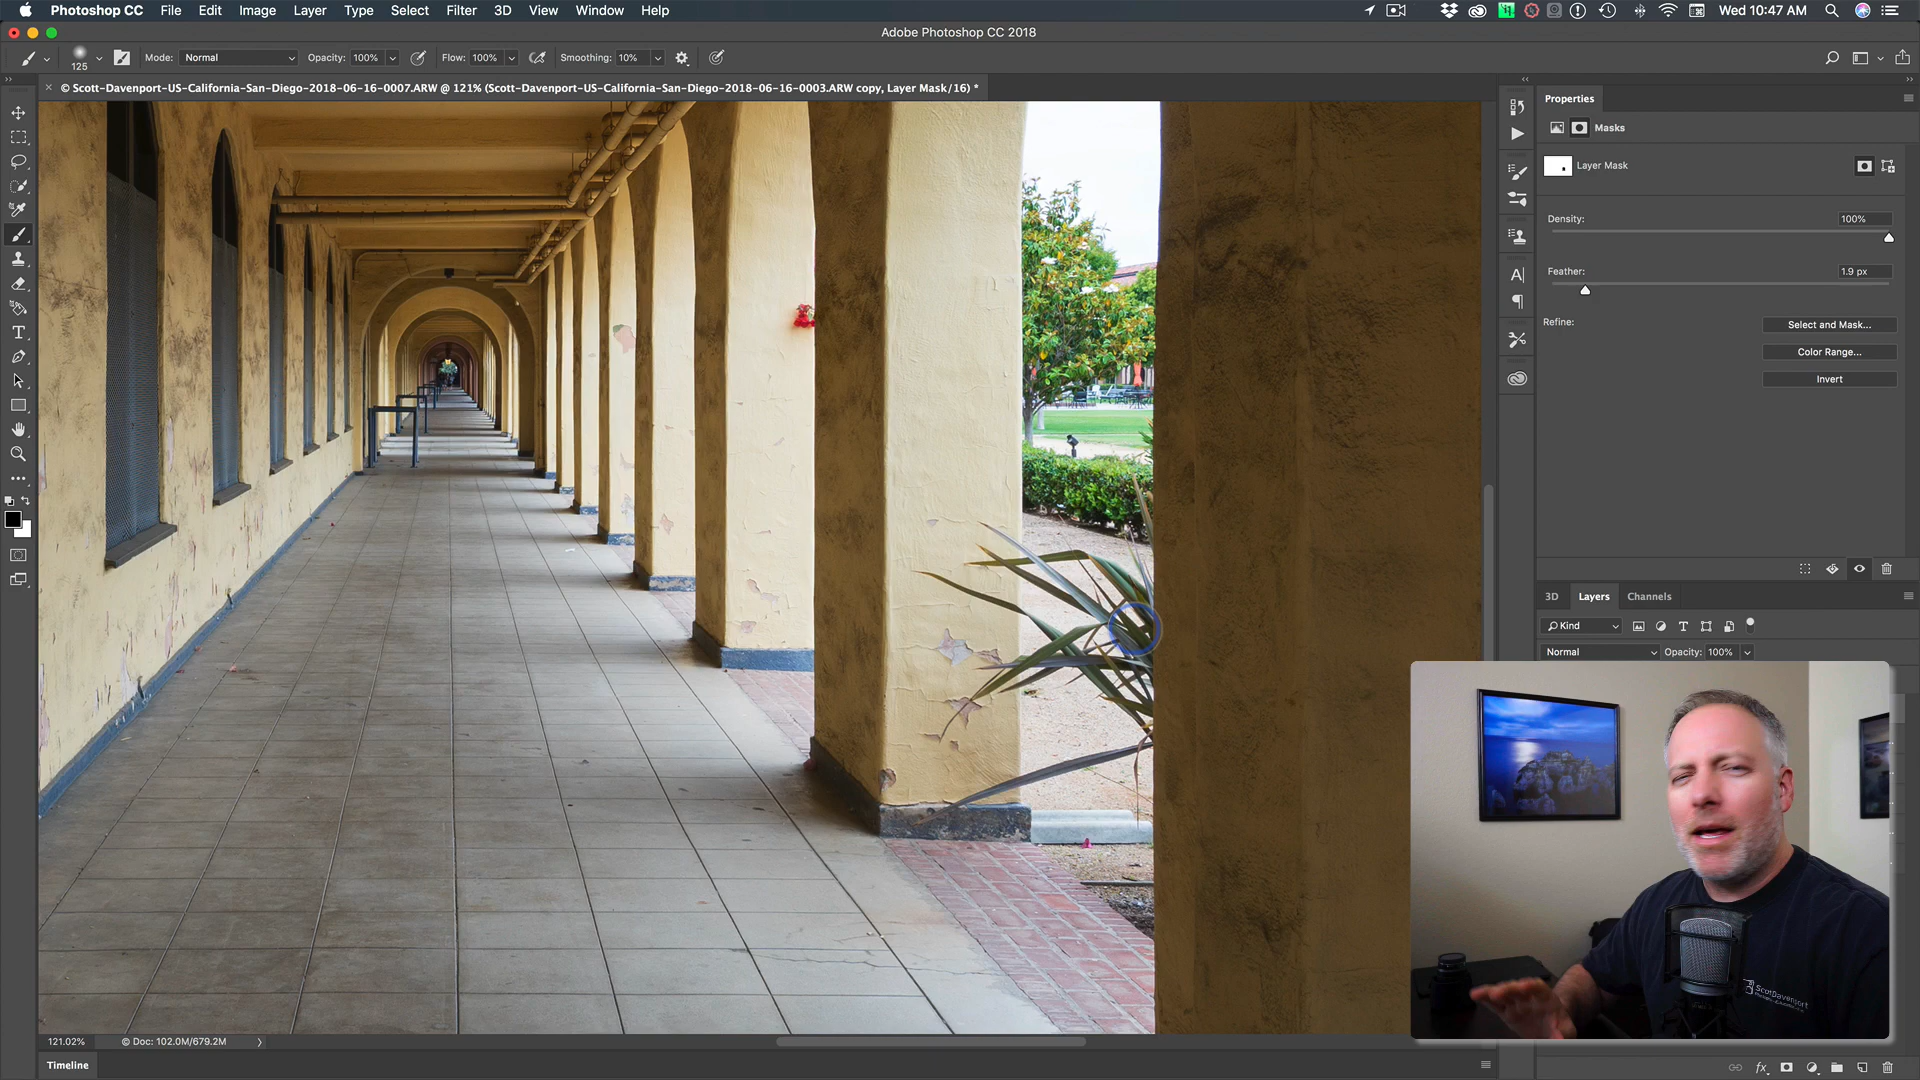 Photoshop CC File Edit Image Layer Type Select Filter 3D View Window Help
Wed 10:47 AM
Adobe Photoshop CC 2018
125
Mode: Normal
Opacity: 100%
Flow: 100%
Smoothing: 10%
× © Scott-Davenport-US-California-San-Diego-2018-06-16-0007.ARW @ 121% (Scott-Davenport-US-California-San-Diego-2018-06-16-0003.ARW copy, Layer Mask/16) *
Properties
Masks
Layer Mask
Density: 100%
Feather: 1.9 px
Refine:
Select and Mask...
Color Range...
Invert
3D Layers Channels
Kind
Normal
Opacity: 100%
ScottDavenport
121.02%
© Doc: 102.0M/679.2M
Timeline
fx